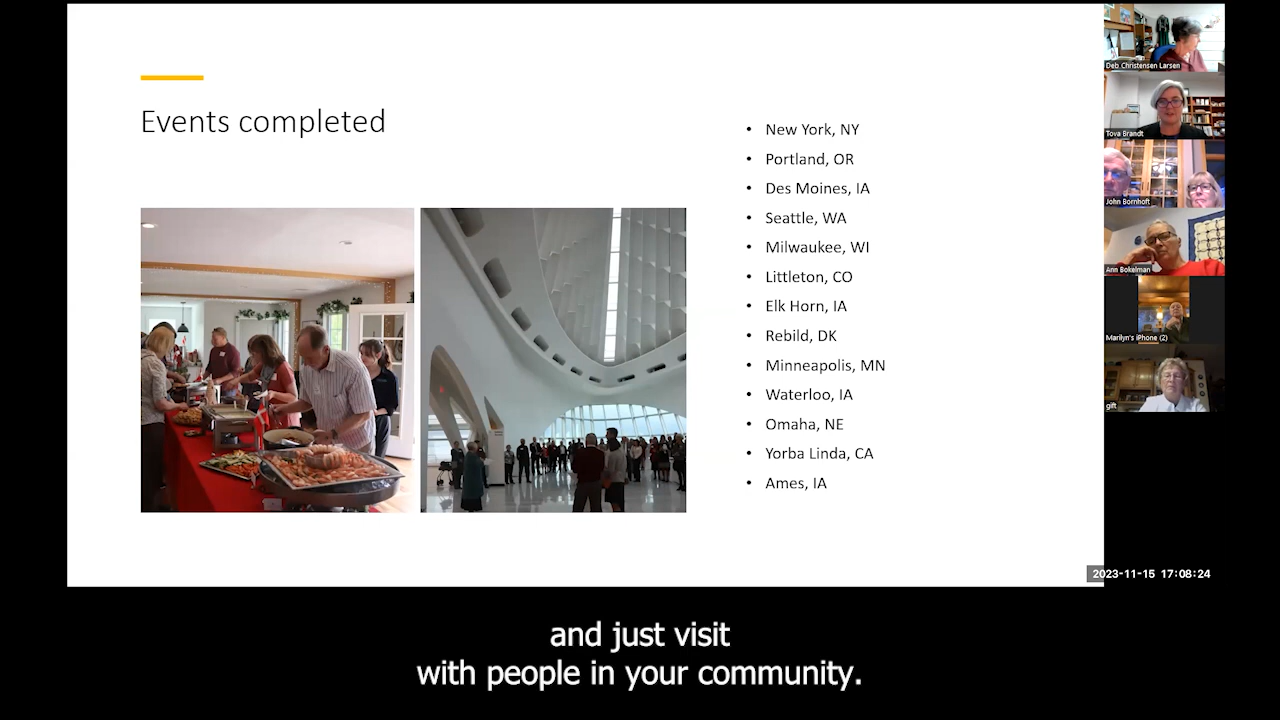 Events completed
• New York, NY
• Portland, OR
• Des Moines, IA
• Seattle, WA
• Milwaukee, WI
• Littleton, CO
• Elk Horn, IA
• Rebild, DK
• Minneapolis, MN
• Waterloo, IA
• Omaha, NE
• Yorba Linda, CA
• Ames, IA
Deb Christensen Larsen
Tova Brandt
John Bornhoft
Ann Bokelman
Marilyn's iPhone (2)
gift
2023-11-15 17:08:24
and just visit
with people in your community.